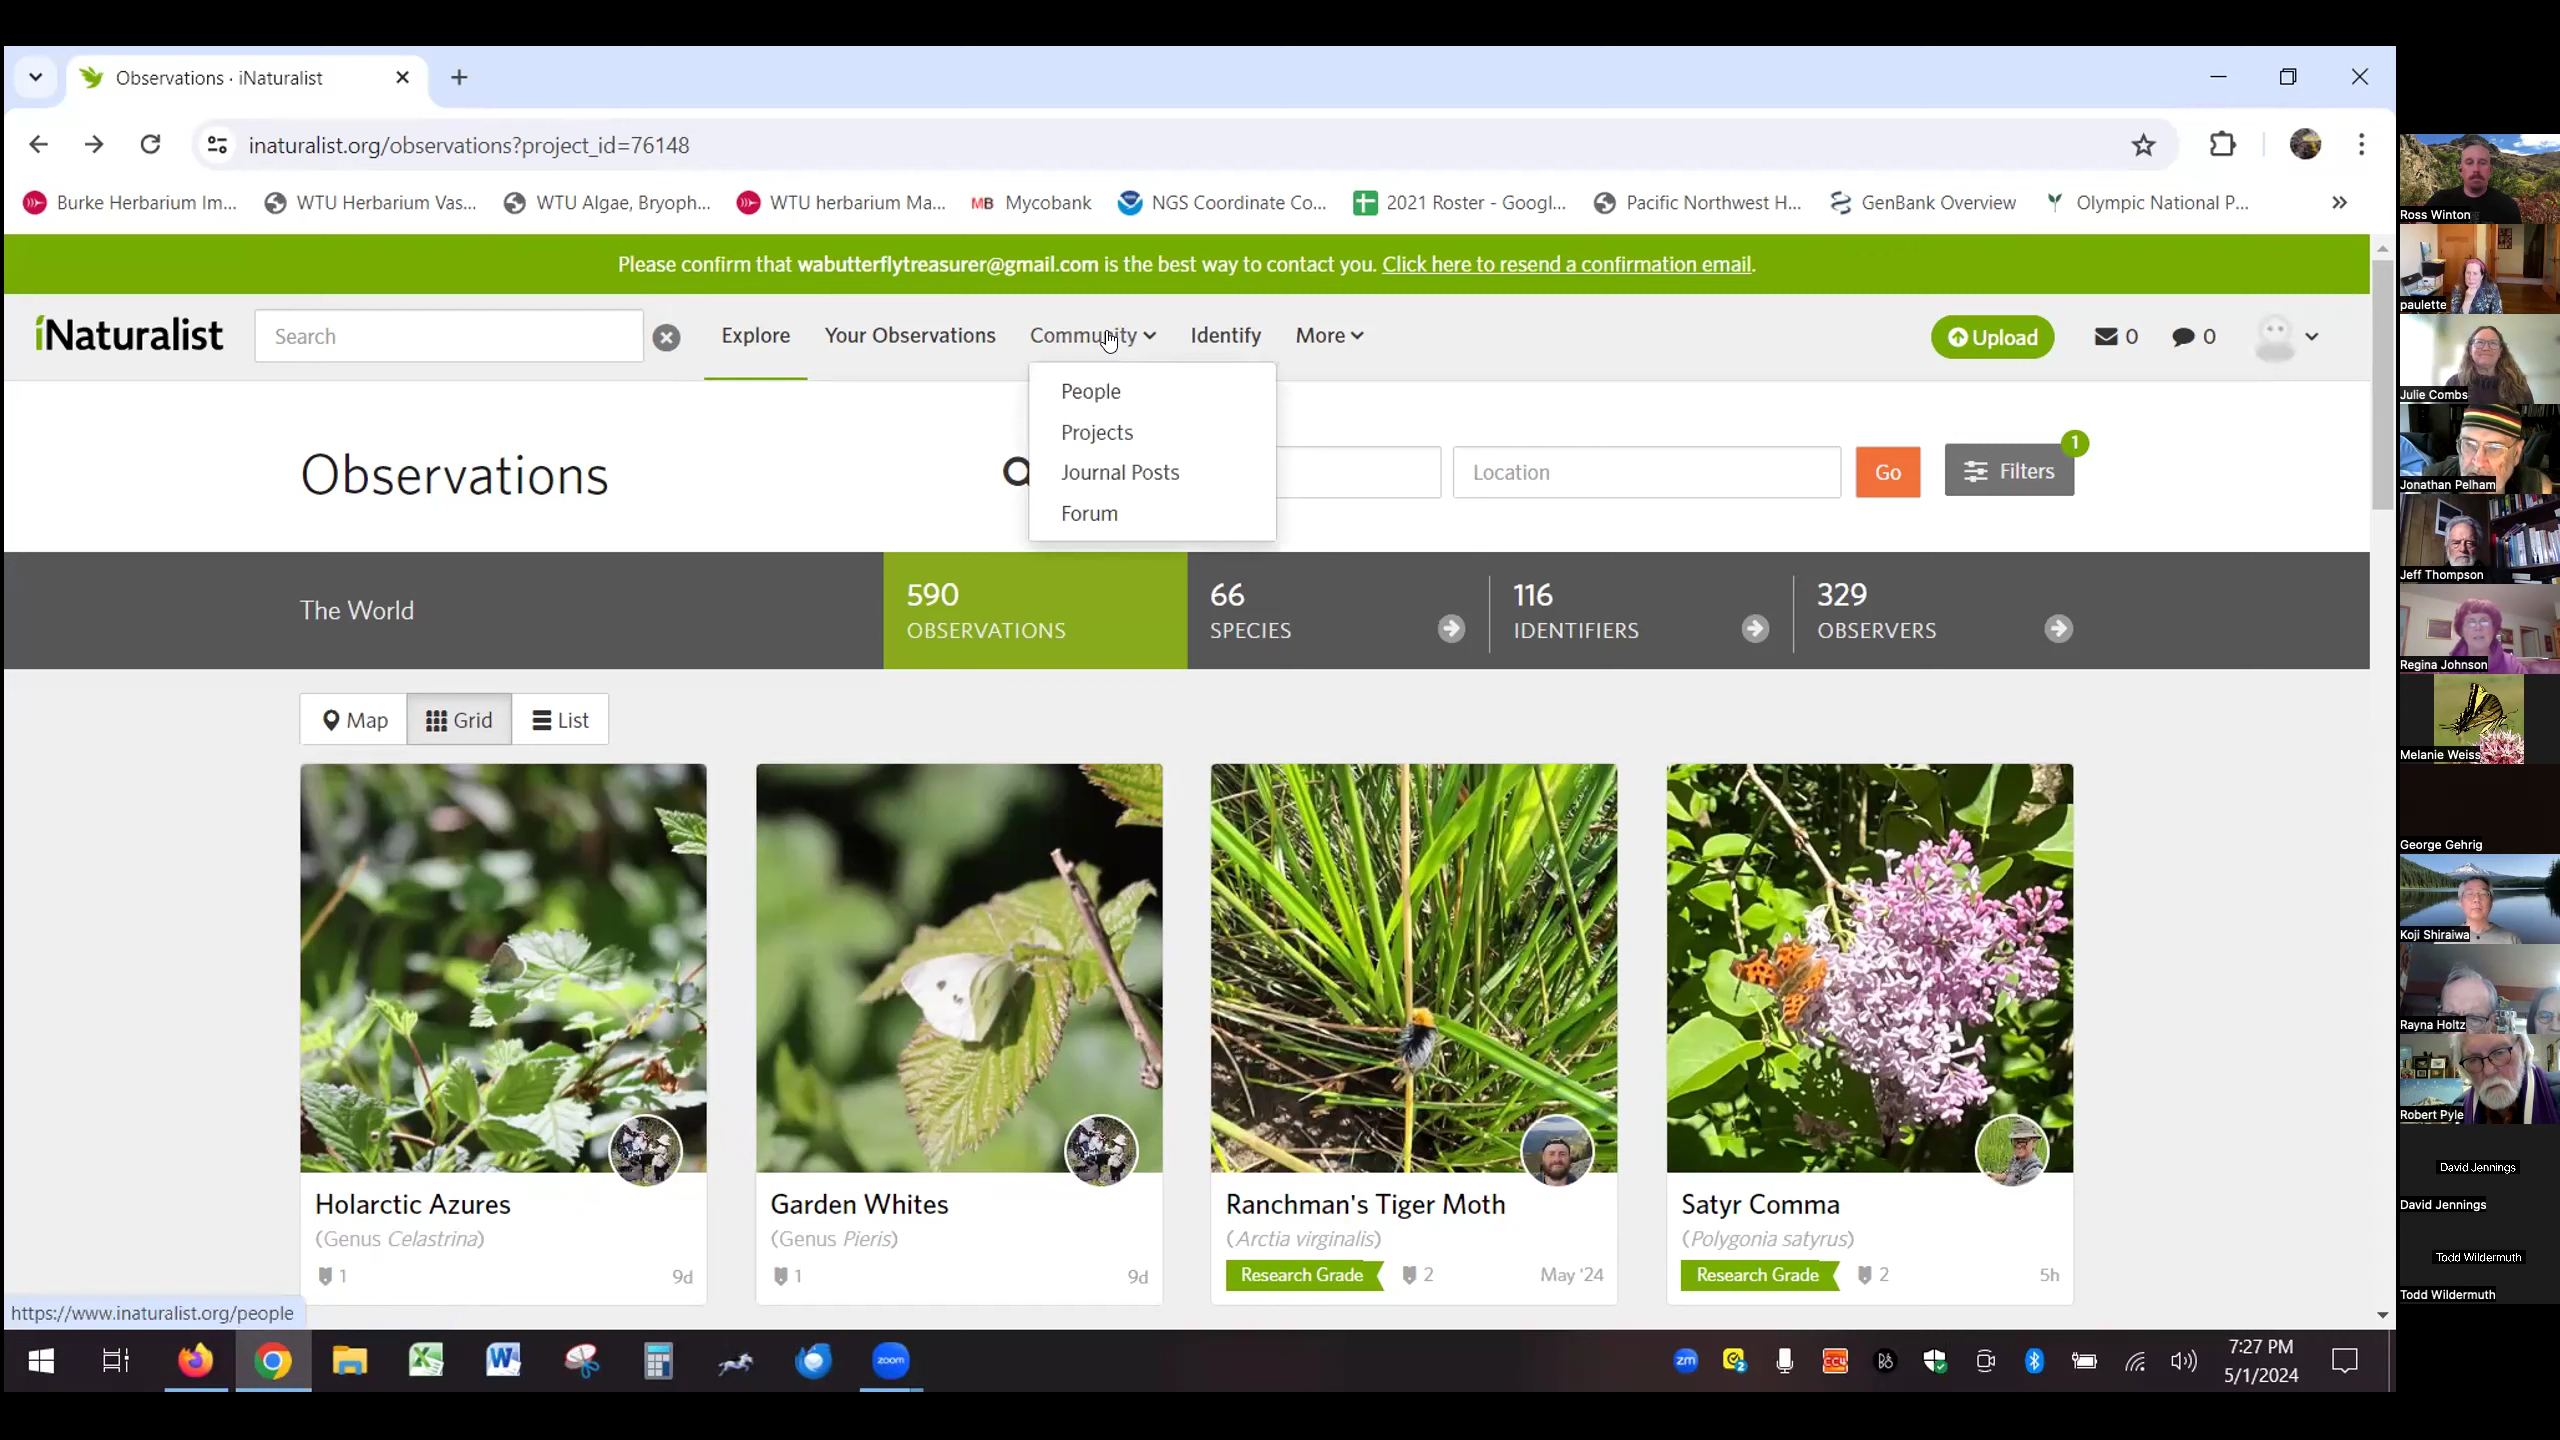 Observations · iNaturalist
inaturalist.org/observations?project_id=76148
Burke Herbarium Im... WTU Herbarium Vas... WTU Algae, Bryoph... WTU herbarium Ma... MB Mycobank NGS Coordinate Co... 2021 Roster - Googl... Pacific Northwest H... GenBank Overview Olympic National P... »
Please confirm that wabutterflytreasurer@gmail.com is the best way to contact you. Click here to resend a confirmation email.
iNaturalist Search Explore Your Observations Community Identify More Upload 0 0
People
Projects
Journal Posts
Forum
Observations Location Go Filters 1
The World
590 OBSERVATIONS
66 SPECIES
116 IDENTIFIERS
329 OBSERVERS
Map Grid List
Holarctic Azures
(Genus Celastrina)
1 9d
Garden Whites
(Genus Pieris)
1 9d
Ranchman's Tiger Moth
(Arctia virginalis)
Research Grade 2 May '24
Satyr Comma
(Polygonia satyrus)
Research Grade 2 5h
https://www.inaturalist.org/people
zoom
zm
CC4
7:27 PM
5/1/2024
Ross Winton
paulette
Julie Combs
Jonathan Pelham
Jeff Thompson
Regina Johnson
Melanie Weiss
George Gehrig
Koji Shiraiwa
Rayna Holtz
Robert Pyle
David Jennings
David Jennings
Todd Wildermuth
Todd Wildermuth